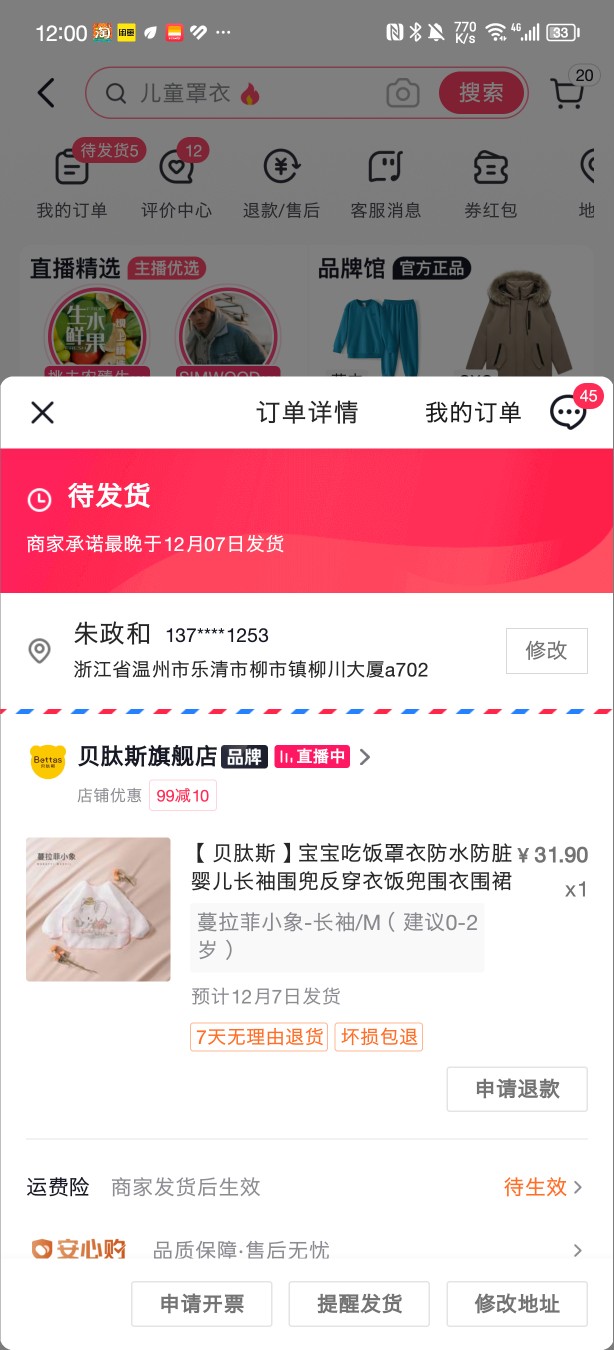 12:00
淘
闲鱼
770 K/s
4G
33
儿童罩衣
搜索
20
待发货5
12
我的订单
评价中心
退款/售后
客服消息
券红包
地
直播精选
主播优选
品牌馆
官方正品
生水
鲜果
订单详情
我的订单
45
待发货
商家承诺最晚于12月07日发货
朱政和 137****1253
浙江省温州市乐清市柳市镇柳川大厦a702
修改
Bettas
贝肽斯旗舰店
品牌
直播中
店铺优惠
99减10
蔓拉菲小象
【 贝肽斯 】宝宝吃饭罩衣防水防脏
¥ 31.90
婴儿长袖围兜反穿衣饭兜围衣围裙
x1
蔓拉菲小象-长袖/M（ 建议0-2
岁 ）
预计12月7日发货
7天无理由退货
坏损包退
申请退款
运费险
商家发货后生效
待生效
安心购
品质保障·售后无忧
申请开票
提醒发货
修改地址